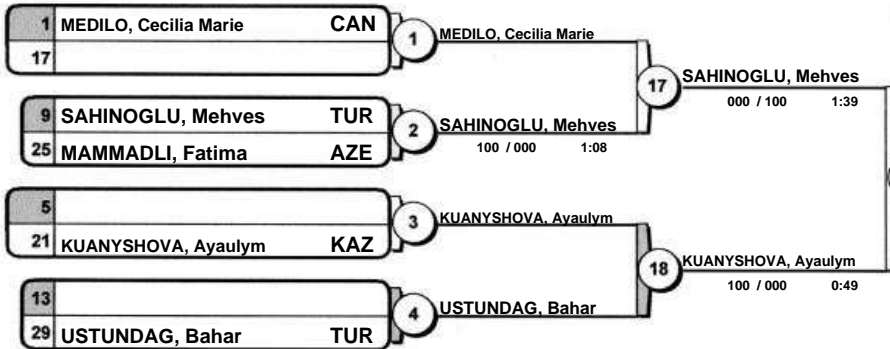 1 MEDILO, Cecilia Marie CAN
17
1 MEDILO, Cecilia Marie
17 SAHINOGLU, Mehves
000 / 100 1:39
9 SAHINOGLU, Mehves TUR
25 MAMMADLI, Fatima AZE
2 SAHINOGLU, Mehves
100 / 000 1:08
5
21 KUANYSHOVA, Ayaulym KAZ
3 KUANYSHOVA, Ayaulym
18 KUANYSHOVA, Ayaulym
100 / 000 0:49
13
29 USTUNDAG, Bahar TUR
4 USTUNDAG, Bahar